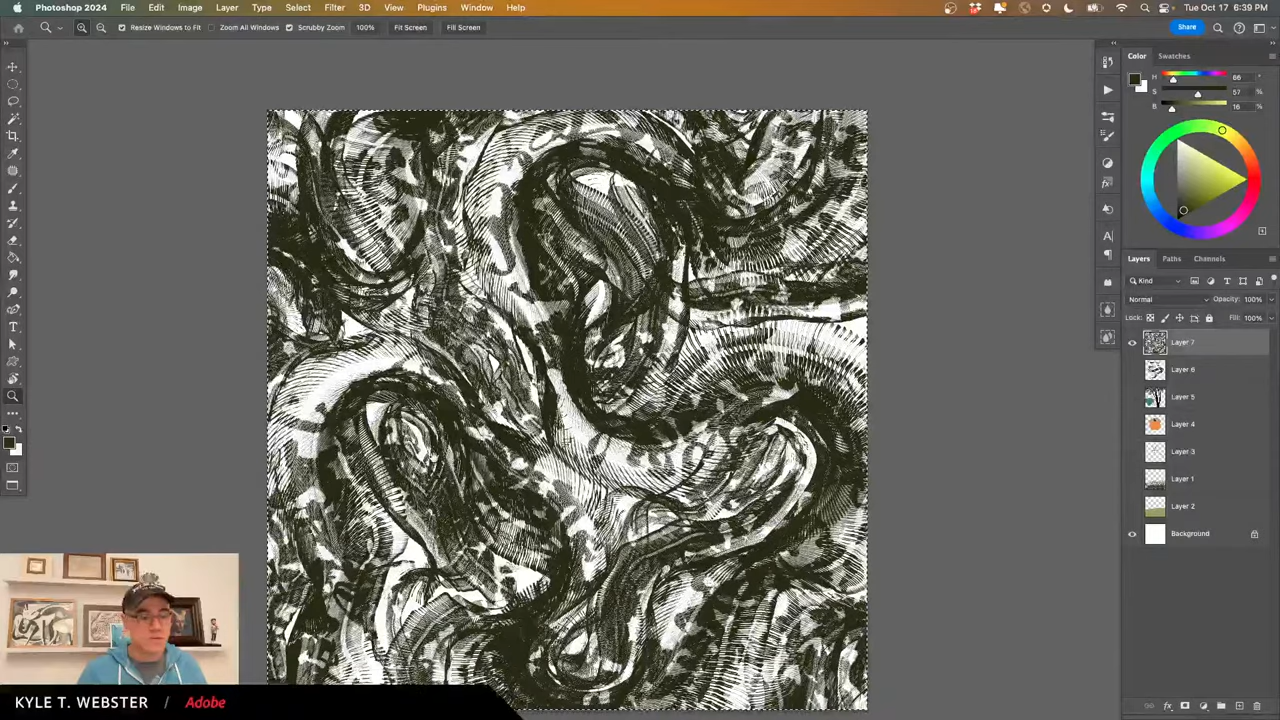 Photoshop 2024 File Edit Image Layer Type Select Filter 3D View Plugins Window Help Tue Oct 17 6:39 PM
Resize Windows to Fit Zoom All Windows Scrubby Zoom 100% Fit Screen Fill Screen Share
Color Swatches
H 66 °
S 57 %
B 16 %
Layers Paths Channels
Kind
Normal Opacity: 100%
Lock: Fill: 100%
Layer 7
Layer 6
Layer 5
Layer 4
Layer 3
Layer 1
Layer 2
Background
KYLE T. WEBSTER / Adobe